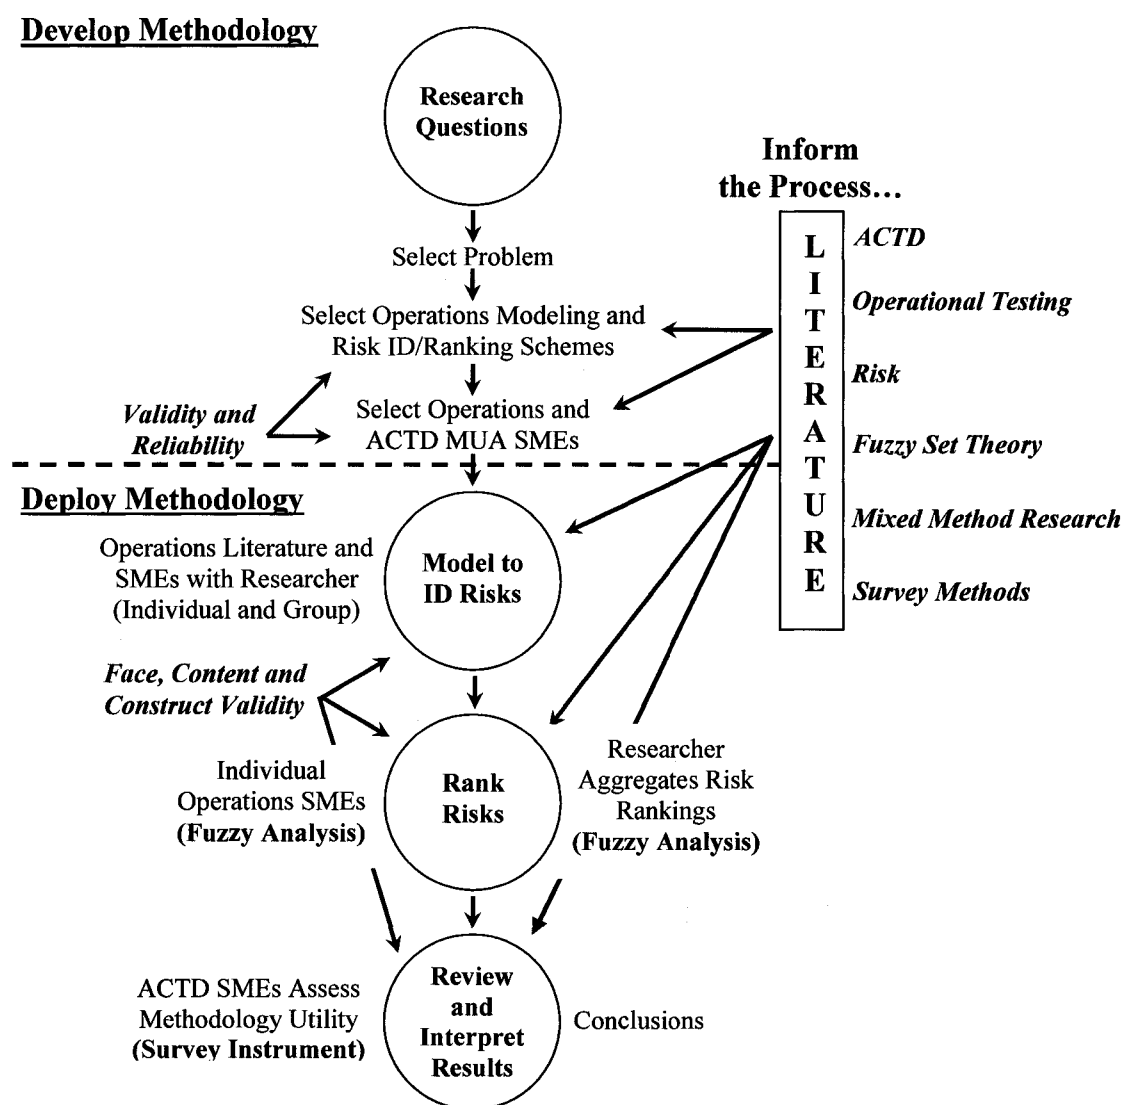 Develop Methodology
Research
Questions
Inform
the Process…
Select Problem
Select Operations Modeling and
Risk ID/Ranking Schemes
Select Operations and
ACTD MUA SMEs
Validity and
Reliability
LITERATURE
ACTD
Operational Testing
Risk
Fuzzy Set Theory
Mixed Method Research
Survey Methods
Deploy Methodology
Operations Literature and
SMEs with Researcher
(Individual and Group)
Model to
ID Risks
Face, Content and
Construct Validity
Individual
Operations SMEs
(Fuzzy Analysis)
Rank
Risks
Researcher
Aggregates Risk
Rankings
(Fuzzy Analysis)
ACTD SMEs Assess
Methodology Utility
(Survey Instrument)
Review
and
Interpret
Results
Conclusions